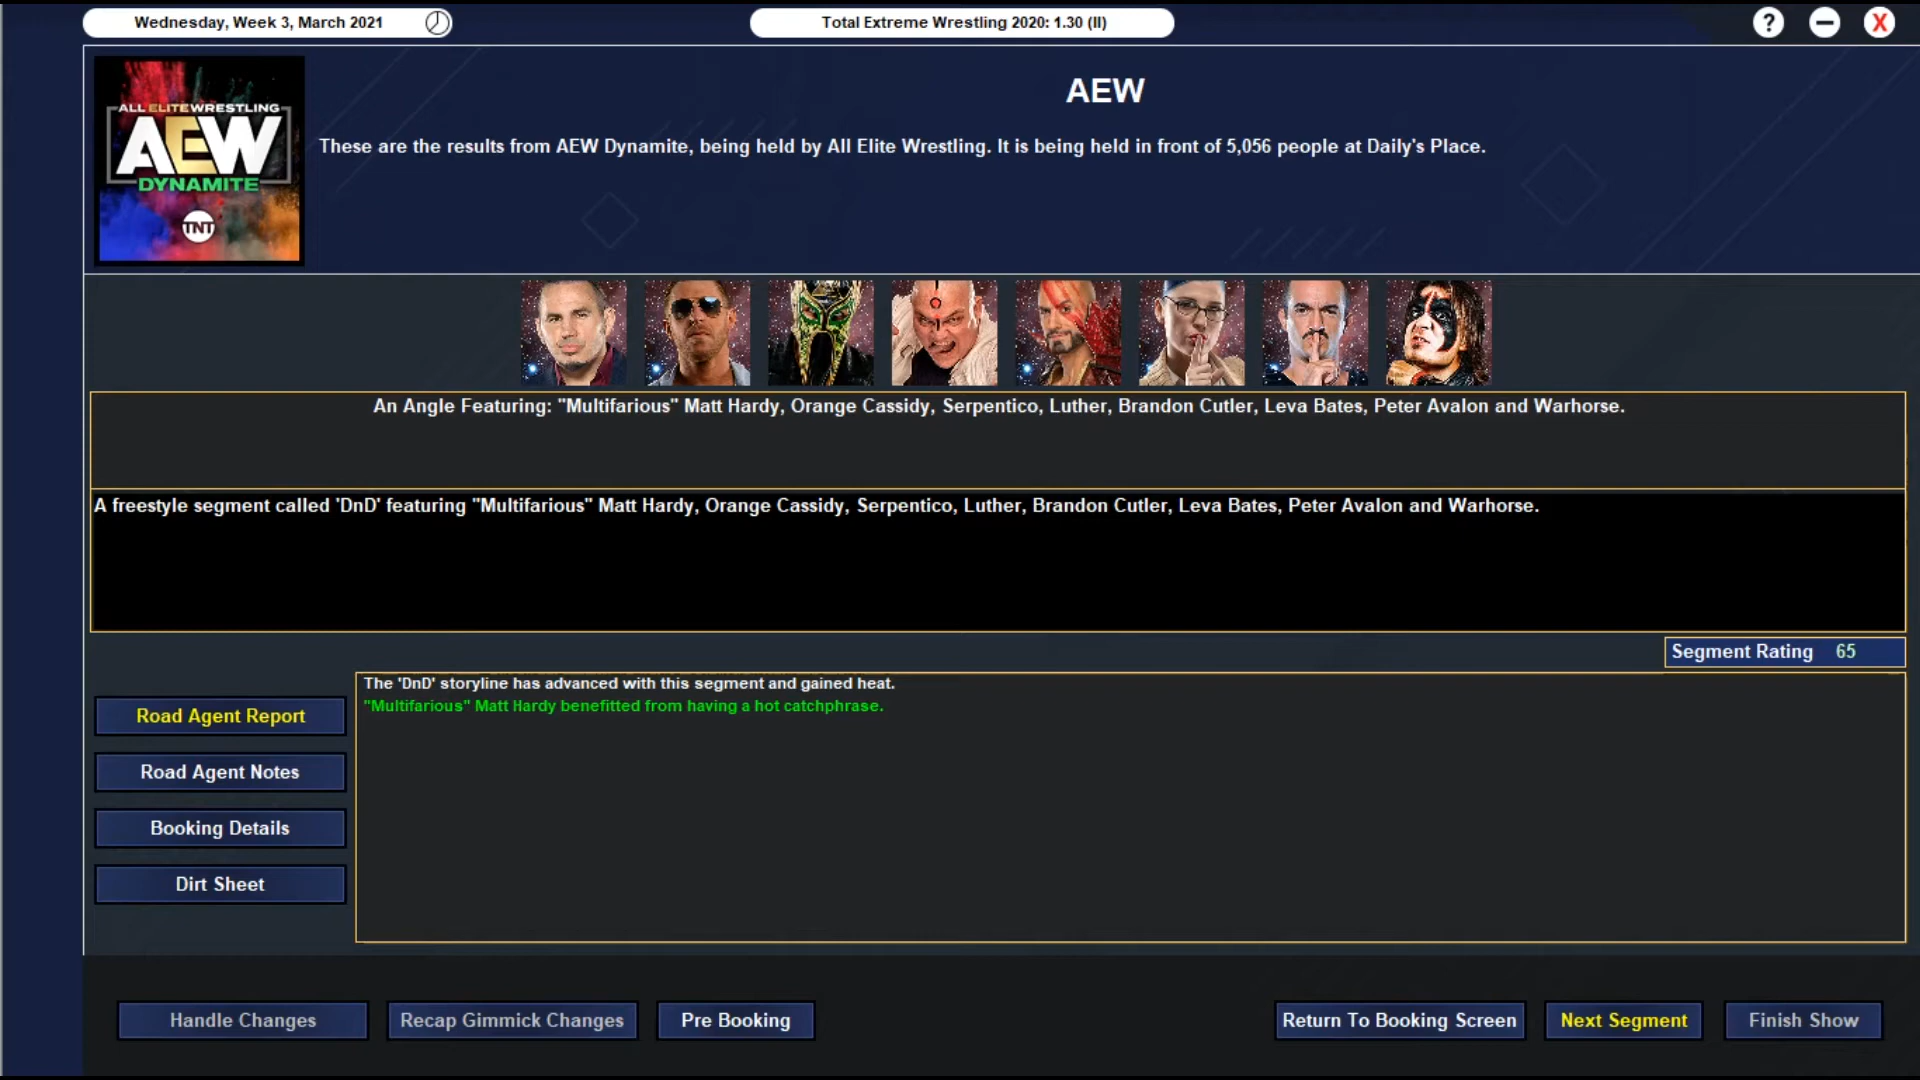 Wednesday, Week 3, March 2021
Total Extreme Wrestling 2020: 1.30 (II)
?
X
ALL ELITE WRESTLING
AEW
DYNAMITE
TNT
AEW
These are the results from AEW Dynamite, being held by All Elite Wrestling. It is being held in front of 5,056 people at Daily's Place.
An Angle Featuring: "Multifarious" Matt Hardy, Orange Cassidy, Serpentico, Luther, Brandon Cutler, Leva Bates, Peter Avalon and Warhorse.
A freestyle segment called 'DnD' featuring "Multifarious" Matt Hardy, Orange Cassidy, Serpentico, Luther, Brandon Cutler, Leva Bates, Peter Avalon and Warhorse.
Segment Rating 65
The 'DnD' storyline has advanced with this segment and gained heat.
"Multifarious" Matt Hardy benefitted from having a hot catchphrase.
Road Agent Report
Road Agent Notes
Booking Details
Dirt Sheet
Handle Changes
Recap Gimmick Changes
Pre Booking
Return To Booking Screen
Next Segment
Finish Show